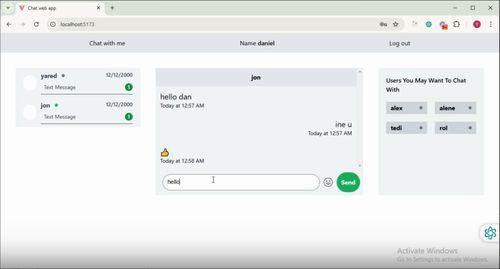 Chat web app
localhost:5173
Chat with me
Name daniel
Log out
yared
12/12/2000
Text Message
1
jon
12/12/2000
Text Message
1
jon
hello dan
Today at 12:57 AM
ine u
Today at 12:57 AM
👍
Today at 12:58 AM
hello
Send
Users You May Want To Chat
With
alex
alene
tedi
rol
Activate Windows
Go to Settings to activate Windows.